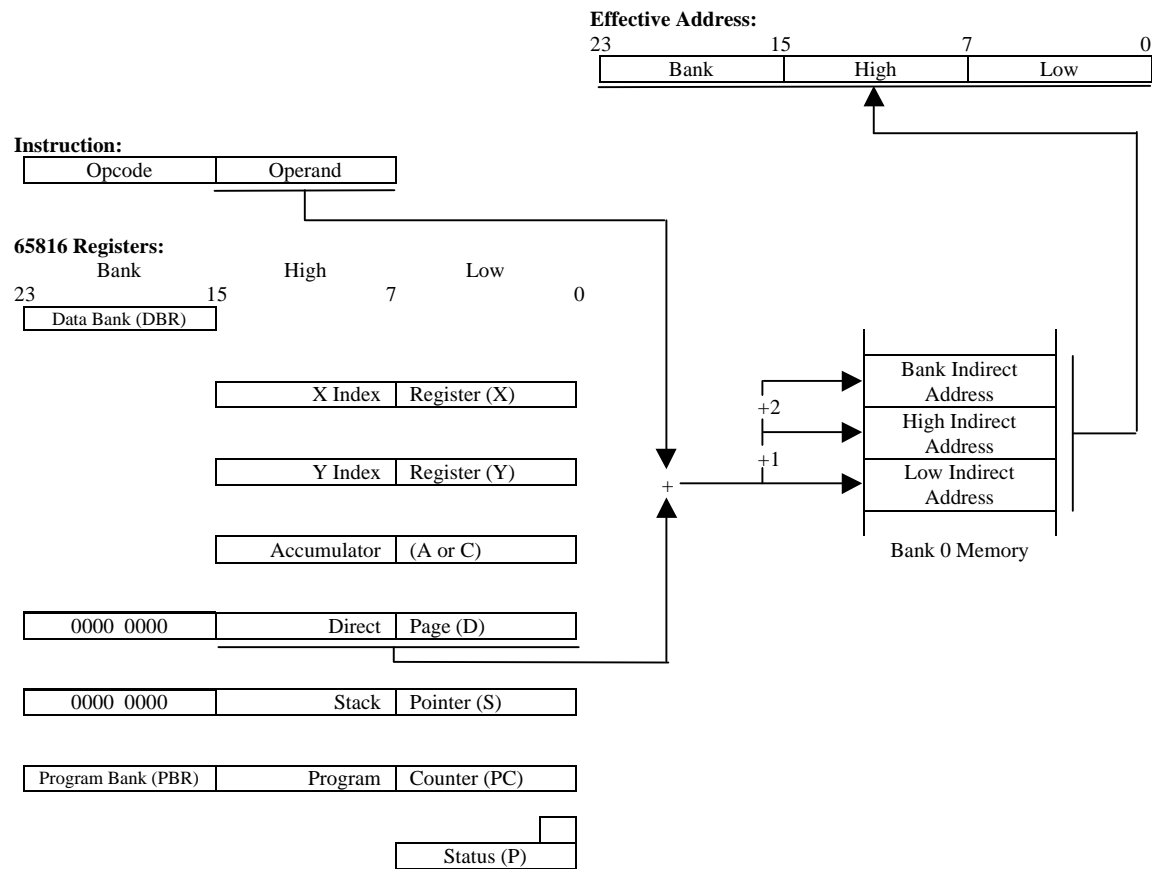 Effective Address:
23 15 7 0
Bank High Low
Instruction:
Opcode Operand
65816 Registers:
Bank High Low
23 15 7 0
Data Bank (DBR)
X Index Register (X)
Y Index Register (Y)
Accumulator (A or C)
0000 0000 Direct Page (D)
0000 0000 Stack Pointer (S)
Program Bank (PBR) Program Counter (PC)
Status (P)
+
+2
+1
Bank Indirect
Address
High Indirect
Address
Low Indirect
Address
Bank 0 Memory